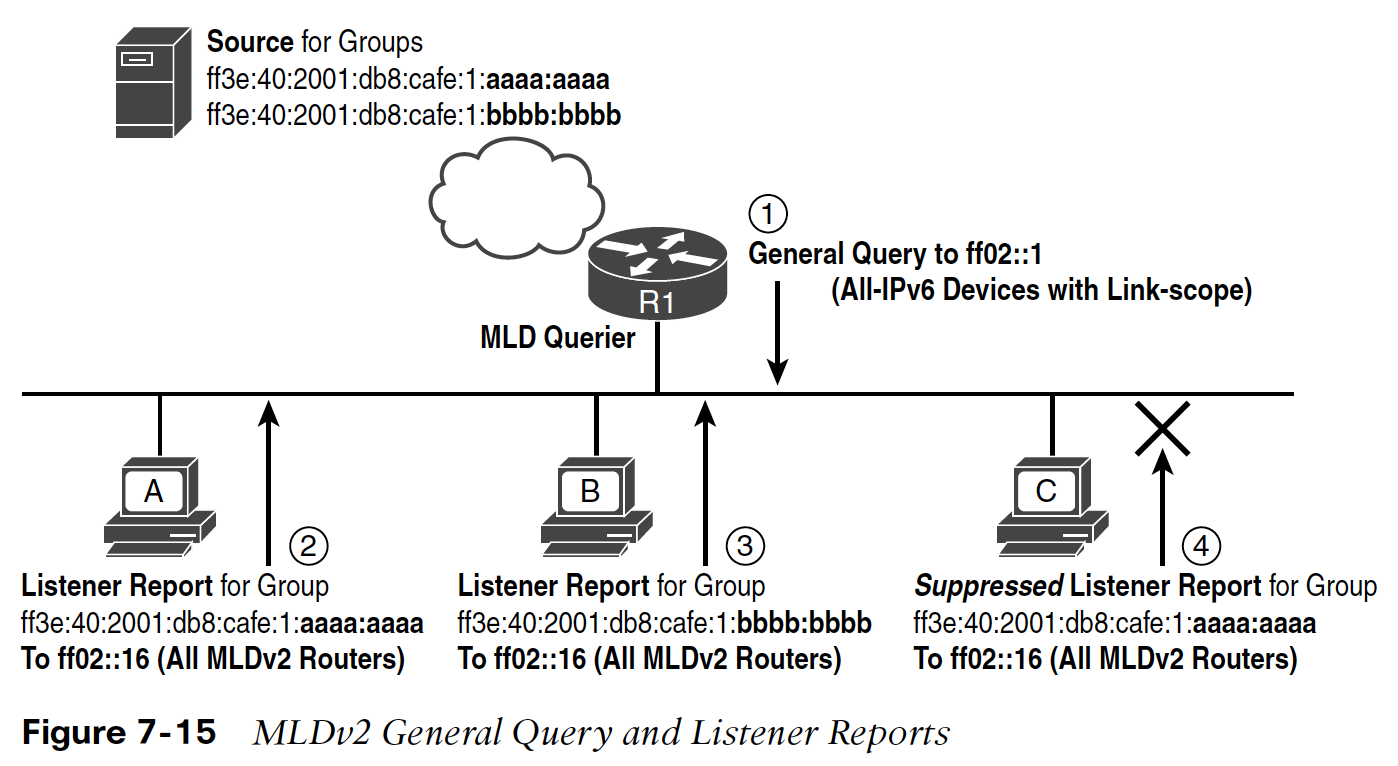 Source for Groups
ff3e:40:2001:db8:cafe:1:aaaa:aaaa
ff3e:40:2001:db8:cafe:1:bbbb:bbbb
1
General Query to ff02::1
(All-IPv6 Devices with Link-scope)
R1
MLD Querier
A
B
C
2
Listener Report for Group
ff3e:40:2001:db8:cafe:1:aaaa:aaaa
To ff02::16 (All MLDv2 Routers)
3
Listener Report for Group
ff3e:40:2001:db8:cafe:1:bbbb:bbbb
To ff02::16 (All MLDv2 Routers)
4
Suppressed Listener Report for Group
ff3e:40:2001:db8:cafe:1:aaaa:aaaa
To ff02::16 (All MLDv2 Routers)
Figure 7-15 MLDv2 General Query and Listener Reports